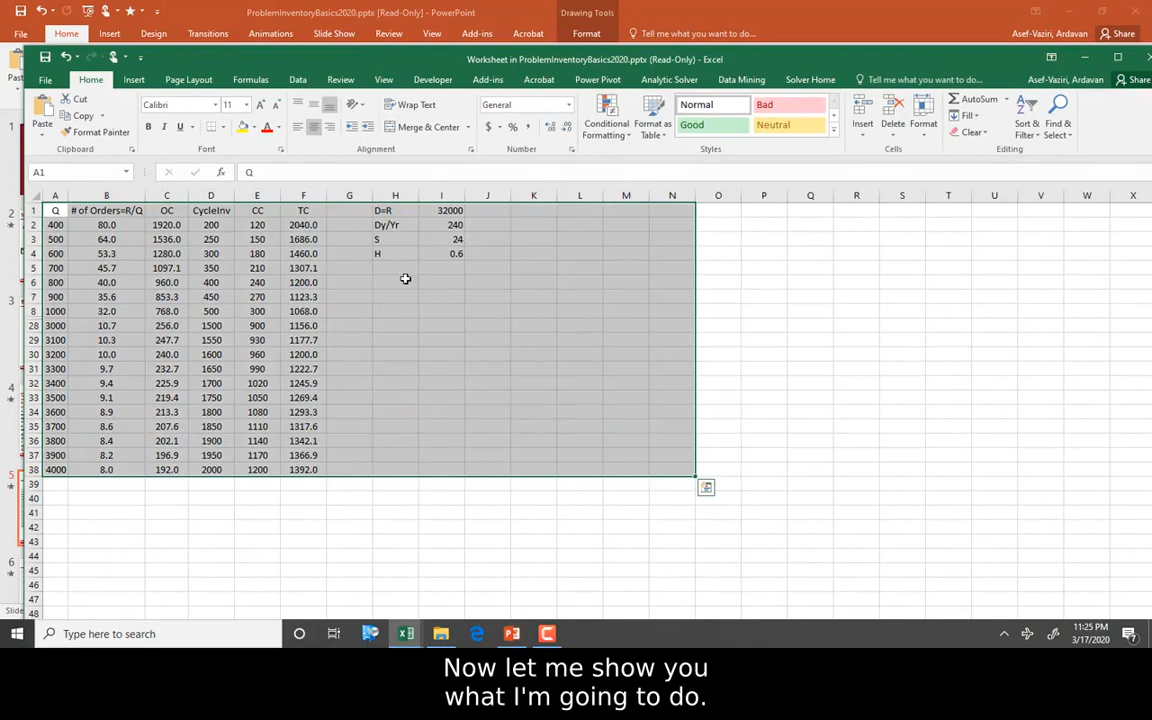 ProblemInventoryBasics2020.pptx [Read-Only] - PowerPoint
Drawing Tools
File Home Insert Design Transitions Animations Slide Show Review View Add-ins Acrobat Format Tell me what you want to do... Asef-Vaziri, Ardavan Share
Worksheet in ProblemInventoryBasics2020.pptx (Read-Only) - Excel
File Home Insert Page Layout Formulas Data Review View Developer Add-ins Acrobat Power Pivot Analytic Solver Data Mining Solver Home Tell me what you want to do Asef-Vaziri, Ardavan Share
Paste Cut Copy Format Painter Clipboard
Calibri 11 B I U Font
Wrap Text Merge & Center Alignment
General $ % , Number
Conditional Formatting Format as Table Normal Bad Good Neutral Styles
Insert Delete Format Cells
AutoSum Fill Clear Sort & Filter Find & Select Editing
A1 fx Q
A B C D E F G H I J K L M N O P Q R S T U V W X
1 Q # of Orders=R/Q OC CycleInv CC TC D=R 32000
2 400 80.0 1920.0 200 120 2040.0 Dy/Yr 240
3 500 64.0 1536.0 250 150 1686.0 S 24
4 600 53.3 1280.0 300 180 1460.0 H 0.6
5 700 45.7 1097.1 350 210 1307.1
6 800 40.0 960.0 400 240 1200.0
7 900 35.6 853.3 450 270 1123.3
8 1000 32.0 768.0 500 300 1068.0
28 3000 10.7 256.0 1500 900 1156.0
29 3100 10.3 247.7 1550 930 1177.7
30 3200 10.0 240.0 1600 960 1200.0
31 3300 9.7 232.7 1650 990 1222.7
32 3400 9.4 225.9 1700 1020 1245.9
33 3500 9.1 219.4 1750 1050 1269.4
34 3600 8.9 213.3 1800 1080 1293.3
35 3700 8.6 207.6 1850 1110 1317.6
36 3800 8.4 202.1 1900 1140 1342.1
37 3900 8.2 196.9 1950 1170 1366.9
38 4000 8.0 192.0 2000 1200 1392.0
39
40
41
42
43
44
45
46
47
48
1
2
3
4
5
6
Slide
Type here to search
11:25 PM
3/17/2020
Now let me show you
what I'm going to do.